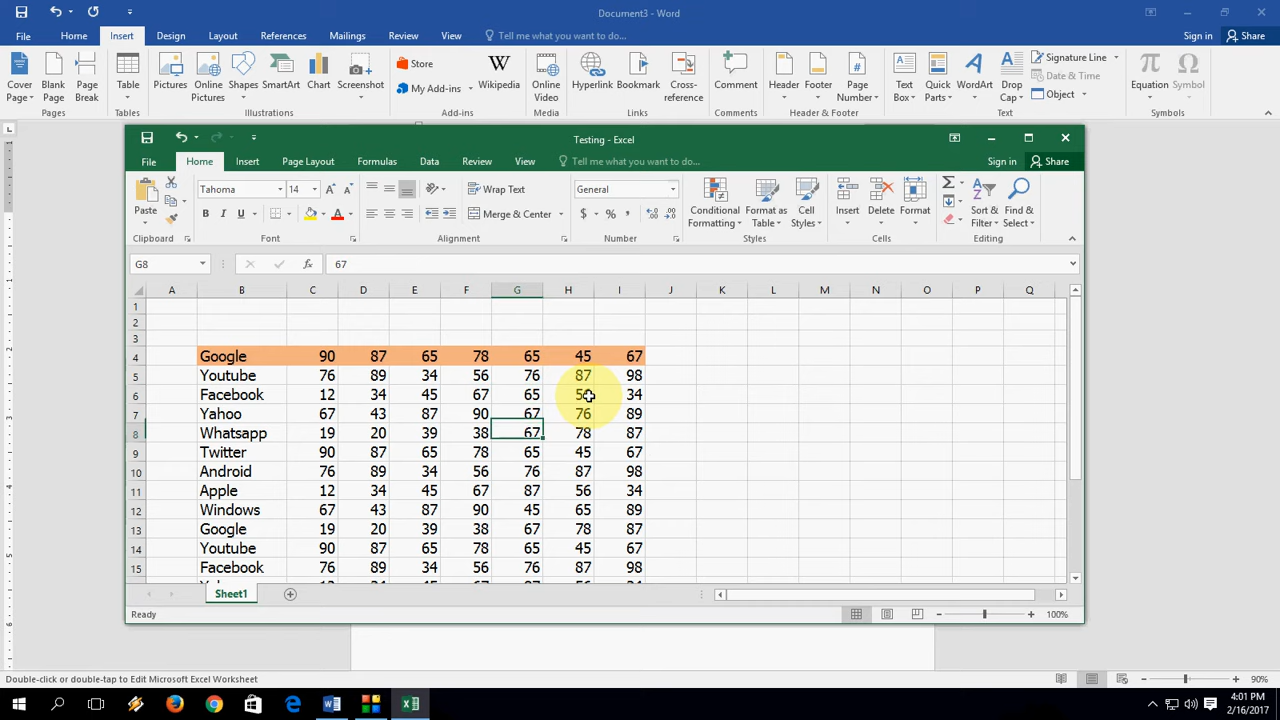 Document3 - Word
File Home Insert Design Layout References Mailings Review View Tell me what you want to do... Sign in Share
Store
Signature Line
Date & Time
My Add-ins
Object
Cover Page Blank Page Page Break Table Pictures Online Pictures Shapes SmartArt Chart Screenshot Wikipedia Online Video Hyperlink Bookmark Cross-reference Comment Header Footer Page Number Text Box Quick Parts WordArt Drop Cap Equation Symbol
Pages Tables Illustrations Add-ins Media Links Comments Header & Footer Text Symbols
Testing - Excel
File Home Insert Page Layout Formulas Data Review View Tell me what you want to do... Sign in Share
Tahoma 14 Wrap Text General
Paste B I U Merge & Center $ % , Conditional Formatting Format as Table Cell Styles Insert Delete Format Sort & Filter Find & Select
Clipboard Font Alignment Number Styles Cells Editing
G8 fx 67
A B C D E F G H I J K L M N O P Q
1
2
3
4 Google 90 87 65 78 65 45 67
5 Youtube 76 89 34 56 76 87 98
6 Facebook 12 34 45 67 65 56 34
7 Yahoo 67 43 87 90 67 76 89
8 Whatsapp 19 20 39 38 67 78 87
9 Twitter 90 87 65 78 65 45 67
10 Android 76 89 34 56 76 87 98
11 Apple 12 34 45 67 87 56 34
12 Windows 67 43 87 90 45 65 89
13 Google 19 20 39 38 67 78 87
14 Youtube 90 87 65 78 65 45 67
15 Facebook 76 89 34 56 76 87 98
Sheet1
Ready 100%
Double-click or double-tap to Edit Microsoft Excel Worksheet 90%
4:01 PM
2/16/2017